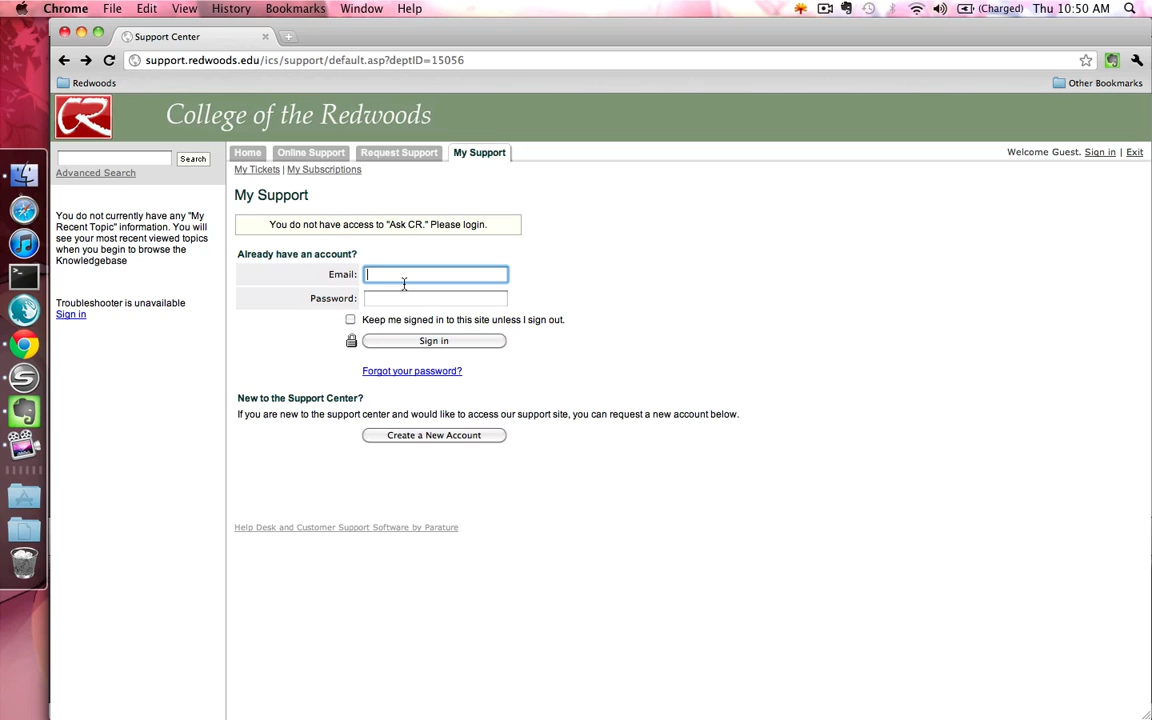 Chrome File Edit View History Bookmarks Window Help (Charged) Thu 10:50 AM
Support Center
support.redwoods.edu/ics/support/default.asp?deptID=15056
Redwoods Other Bookmarks
CR College of the Redwoods
Search Home Online Support Request Support My Support Welcome Guest. Sign in | Exit
Advanced Search My Tickets | My Subscriptions
My Support
You do not currently have any "My
Recent Topic" information. You will
see your most recent viewed topics
when you begin to browse the
Knowledgebase
Troubleshooter is unavailable
Sign in
You do not have access to "Ask CR." Please login.
Already have an account?
Email:
Password:
Keep me signed in to this site unless I sign out.
Sign in
Forgot your password?
New to the Support Center?
If you are new to the support center and would like to access our support site, you can request a new account below.
Create a New Account
Help Desk and Customer Support Software by Parature